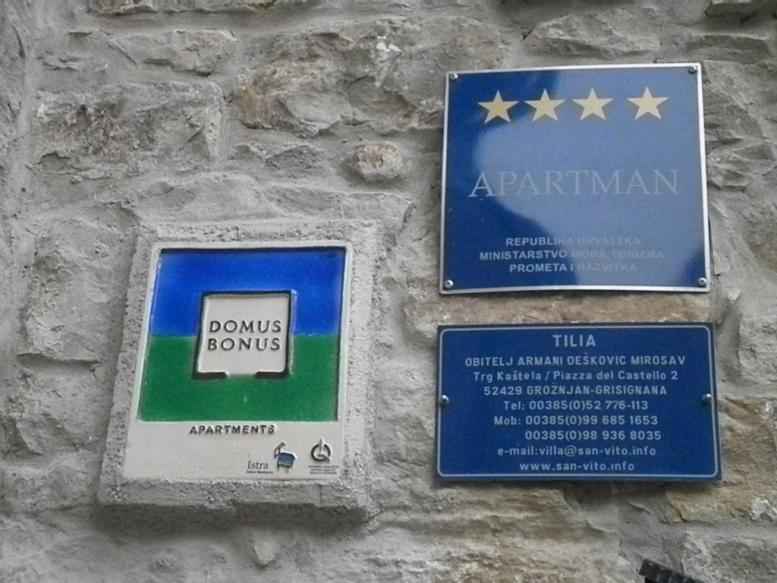 APARTMAN
REPUBLIKA HRVATSKA
MINISTARSTVO MORA, TURIZMA
PROMETA I RAZVITKA
DOMUS
BONUS
APARTMENTS
Istra
TILIA
OBITELJ ARMANI DEŠKOVIC MIROSAV
Trg Kaštela / Piazza del Castello 2
52429 GROŽNJAN-GRISIGNANA
Tel: 00385(0)52 776-113
Mob: 00385(0)99 685 1653
00385(0)98 936 8035
e-mail:villa@san-vito.info
www.san-vito.info